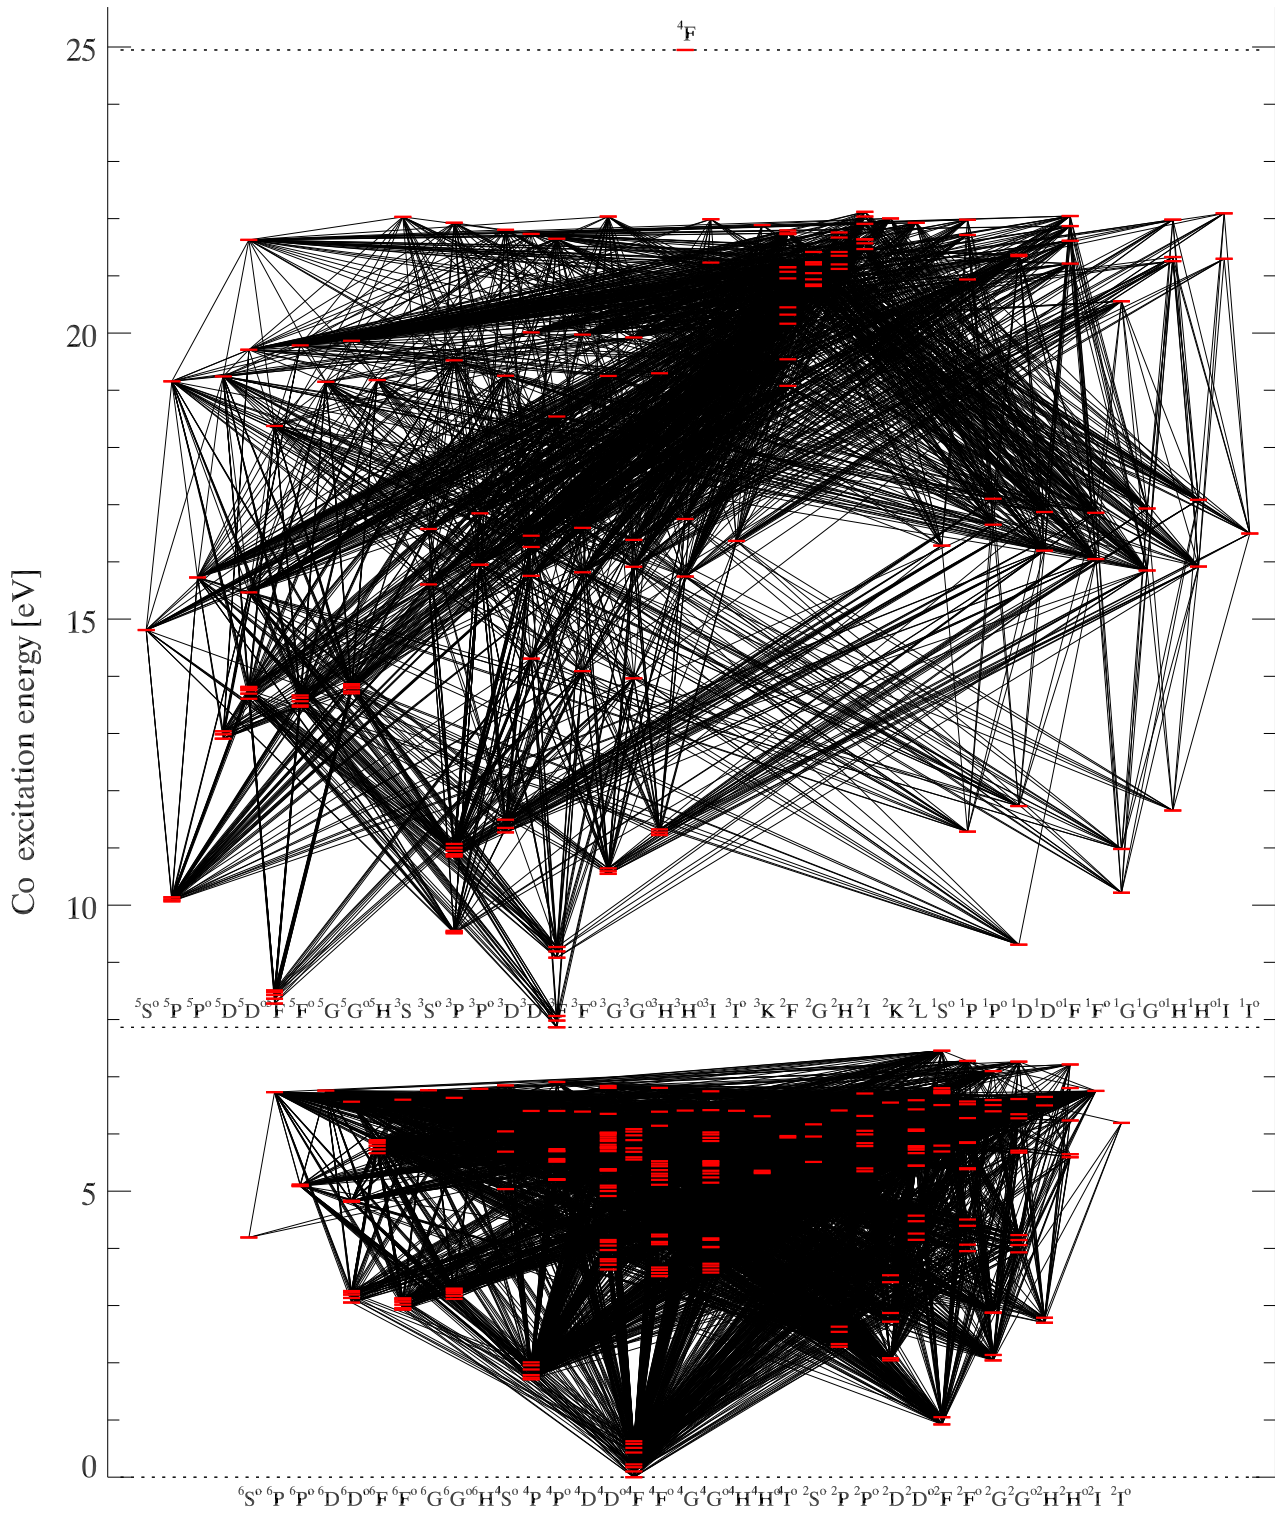 ⁴F
25
20
15
10
5
0
Co excitation energy [eV]
⁵Sᵒ ⁵P ⁵Pᵒ ⁵D ⁵Dᵒ ⁵F ⁵Fᵒ ⁵G ⁵Gᵒ ⁵H ³S ³Sᵒ ³P ³Pᵒ ³D ³Dᵒ ³F ³Fᵒ ³G ³Gᵒ ³H ³Hᵒ ³I ³Iᵒ ³K ²F ²G ²H ²I ²K ²L ¹Sᵒ ¹P ¹Pᵒ ¹D ¹Dᵒ ¹F ¹Fᵒ ¹G ¹Gᵒ ¹H ¹Hᵒ ¹I ¹Iᵒ
⁶Sᵒ ⁶P ⁶Pᵒ ⁶D ⁶Dᵒ ⁶F ⁶Fᵒ ⁶G ⁶Gᵒ ⁶H ⁴Sᵒ ⁴P ⁴Pᵒ ⁴D ⁴Dᵒ ⁴F ⁴Fᵒ ⁴G ⁴Gᵒ ⁴H ⁴Hᵒ ⁴Iᵒ ²Sᵒ ²P ²Pᵒ ²D ²Dᵒ ²F ²Fᵒ ²G ²Gᵒ ²H ²Hᵒ ²I ²Iᵒ